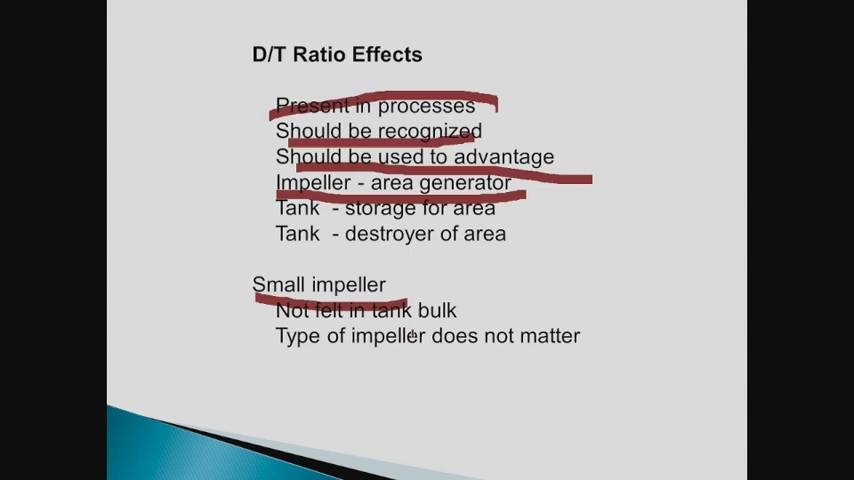 D/T Ratio Effects
Present in processes
Should be recognized
Should be used to advantage
Impeller - area generator
Tank - storage for area
Tank - destroyer of area
Small impeller
Not felt in tank bulk
Type of impeller does not matter